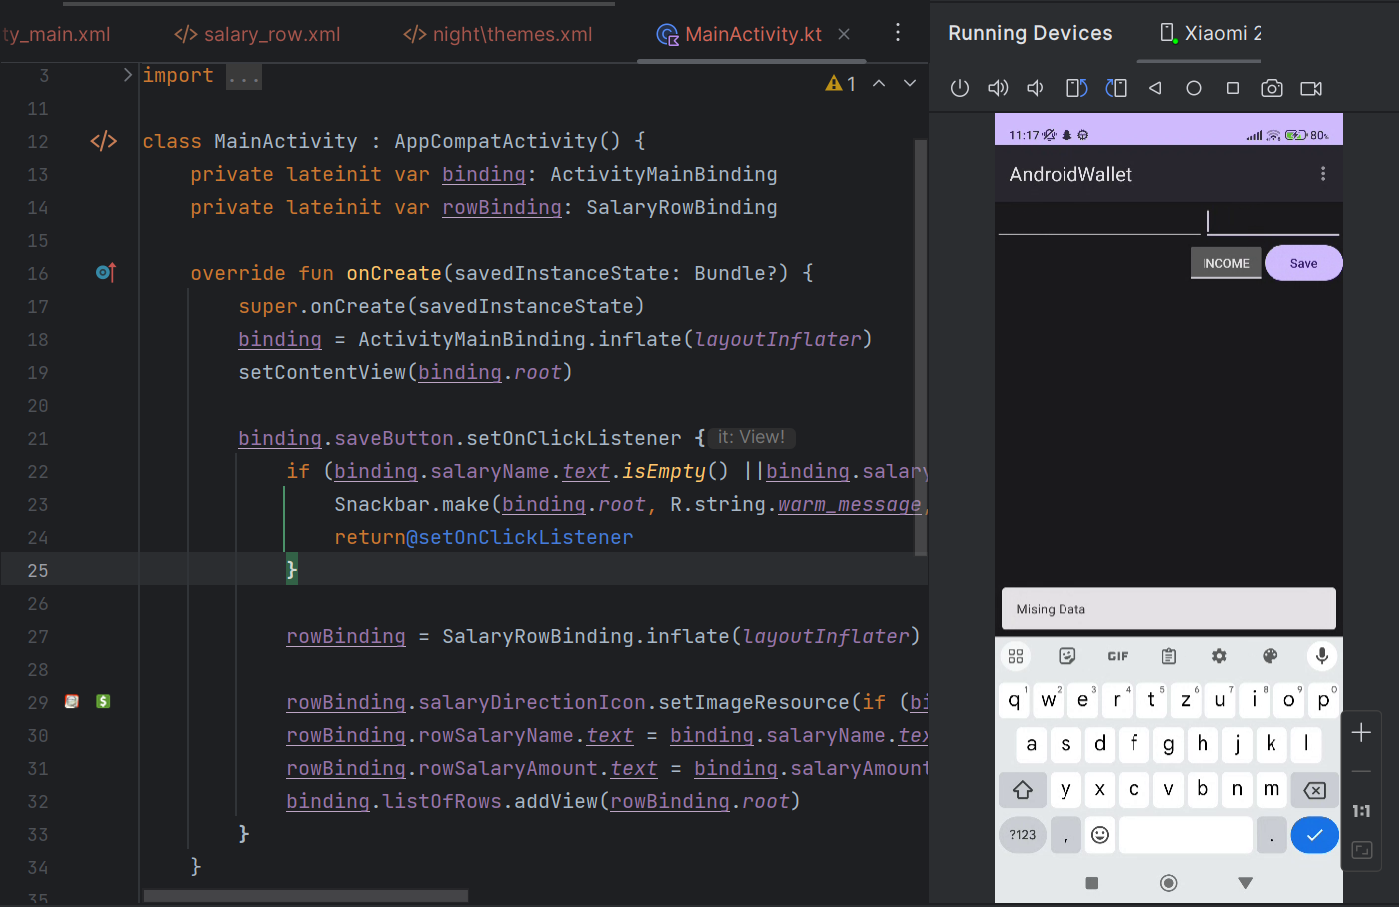 ty_main.xml
</> salary_row.xml
</> night\themes.xml
MainActivity.kt
Running Devices
Xiaomi 2
3 import ...
1
11
12 class MainActivity : AppCompatActivity() {
13 private lateinit var binding: ActivityMainBinding
14 private lateinit var rowBinding: SalaryRowBinding
15
16 override fun onCreate(savedInstanceState: Bundle?) {
17 super.onCreate(savedInstanceState)
18 binding = ActivityMainBinding.inflate(layoutInflater)
19 setContentView(binding.root)
20
21 binding.saveButton.setOnClickListener { it: View!
22 if (binding.salaryName.text.isEmpty() ||binding.salary
23 Snackbar.make(binding.root, R.string.warm_message,
24 return@setOnClickListener
25 }
26
27 rowBinding = SalaryRowBinding.inflate(layoutInflater)
28
29 rowBinding.salaryDirectionIcon.setImageResource(if (bi
30 rowBinding.rowSalaryName.text = binding.salaryName.tex
31 rowBinding.rowSalaryAmount.text = binding.salaryAmount
32 binding.listOfRows.addView(rowBinding.root)
33 }
34 }
35
11:17
80%
AndroidWallet
INCOME
Save
Mising Data
GIF
q1 w2 e3 r4 t5 z6 u7 i8 o9 p0
a s d f g h j k l
y x c v b n m
?123 , .
1:1